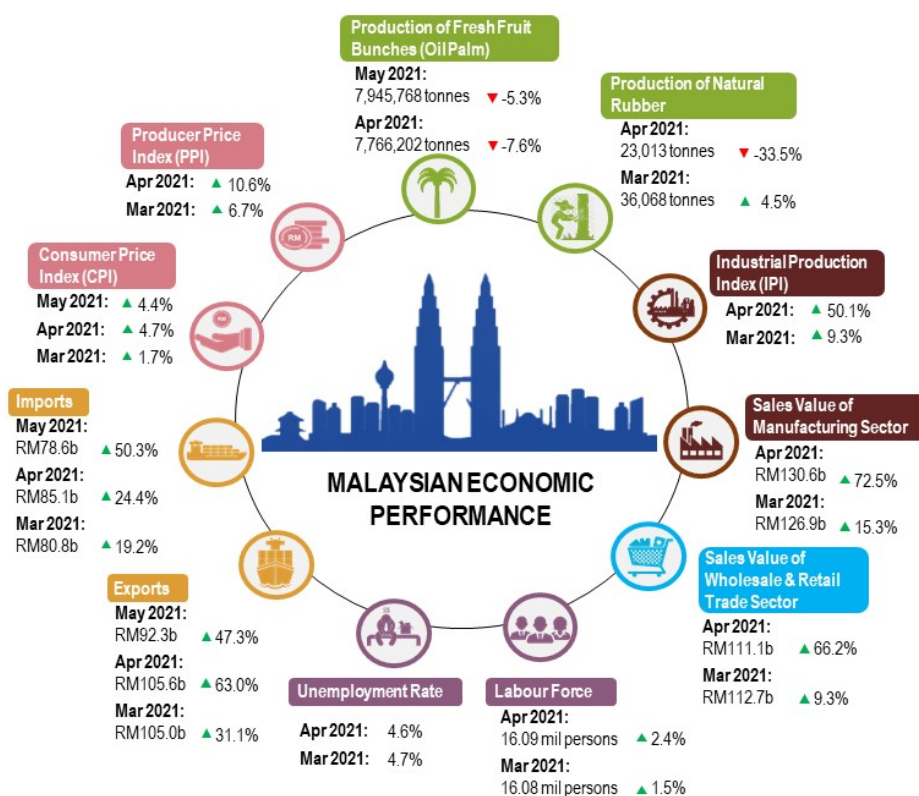 Production of Fresh Fruit
Bunches (Oil Palm)
May 2021:
7,945,768 tonnes ▼ -5.3%
Apr 2021:
7,766,202 tonnes ▼ -7.6%
Production of Natural
Rubber
Apr 2021:
23,013 tonnes ▼ -33.5%
Mar 2021:
36,068 tonnes ▲ 4.5%
Producer Price
Index (PPI)
Apr 2021: ▲ 10.6%
Mar 2021: ▲ 6.7%
RM
Consumer Price
Index (CPI)
May 2021: ▲ 4.4%
Apr 2021: ▲ 4.7%
Mar 2021: ▲ 1.7%
Industrial Production
Index (IPI)
Apr 2021: ▲ 50.1%
Mar 2021: ▲ 9.3%
Imports
May 2021:
RM78.6b ▲ 50.3%
Apr 2021:
RM85.1b ▲ 24.4%
Mar 2021:
RM80.8b ▲ 19.2%
Sales Value of
Manufacturing Sector
Apr 2021:
RM130.6b ▲ 72.5%
Mar 2021:
RM126.9b ▲ 15.3%
MALAYSIAN ECONOMIC
PERFORMANCE
Sales Value of
Wholesale & Retail
Trade Sector
Apr 2021:
RM111.1b ▲ 66.2%
Mar 2021:
RM112.7b ▲ 9.3%
Exports
May 2021:
RM92.3b ▲ 47.3%
Apr 2021:
RM105.6b ▲ 63.0%
Mar 2021:
RM105.0b ▲ 31.1%
Unemployment Rate
Apr 2021: 4.6%
Mar 2021: 4.7%
Labour Force
Apr 2021:
16.09 mil persons ▲ 2.4%
Mar 2021:
16.08 mil persons ▲ 1.5%